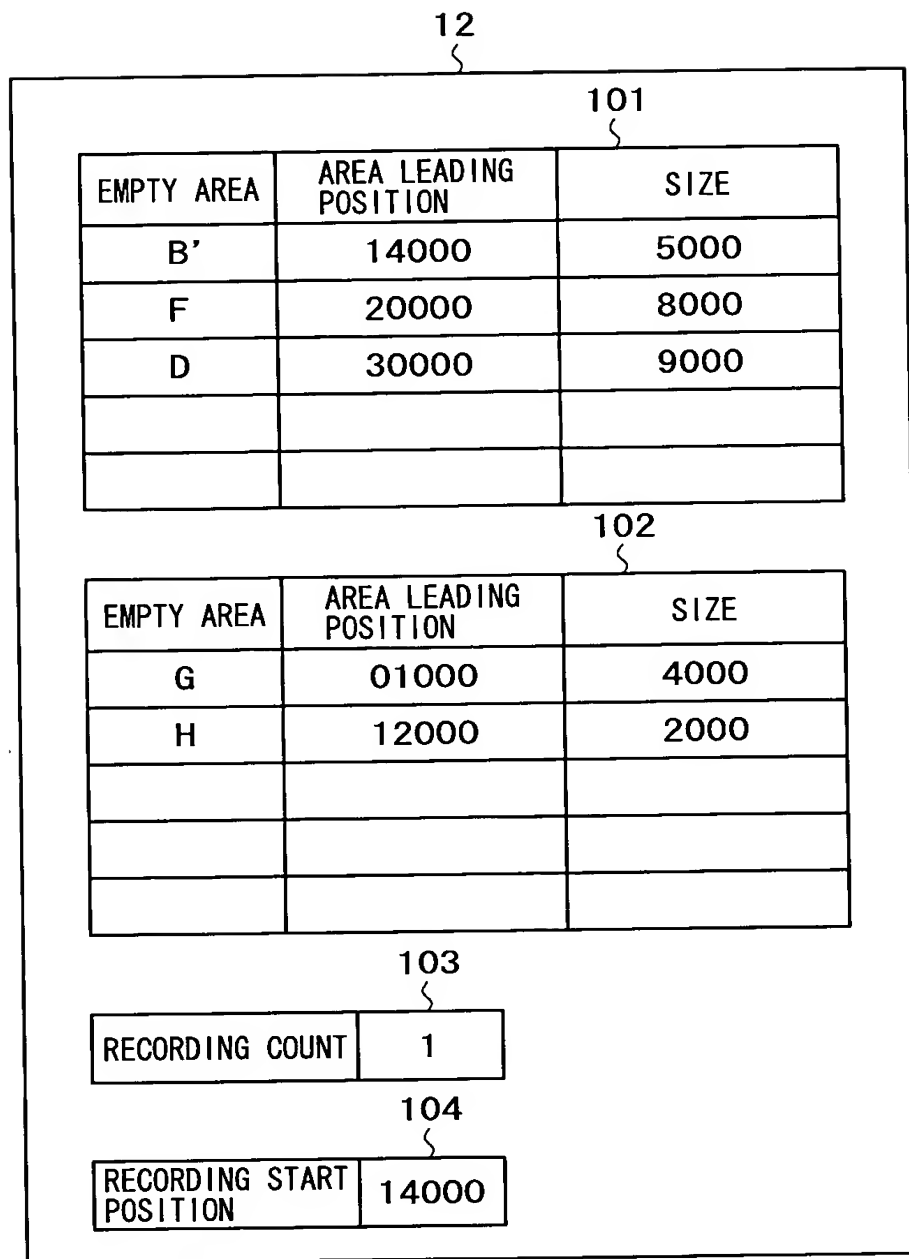 12
101
EMPTY AREA AREA LEADING POSITION SIZE
B' 14000 5000
F 20000 8000
D 30000 9000
102
EMPTY AREA AREA LEADING POSITION SIZE
G 01000 4000
H 12000 2000
103
RECORDING COUNT 1
104
RECORDING START POSITION 14000